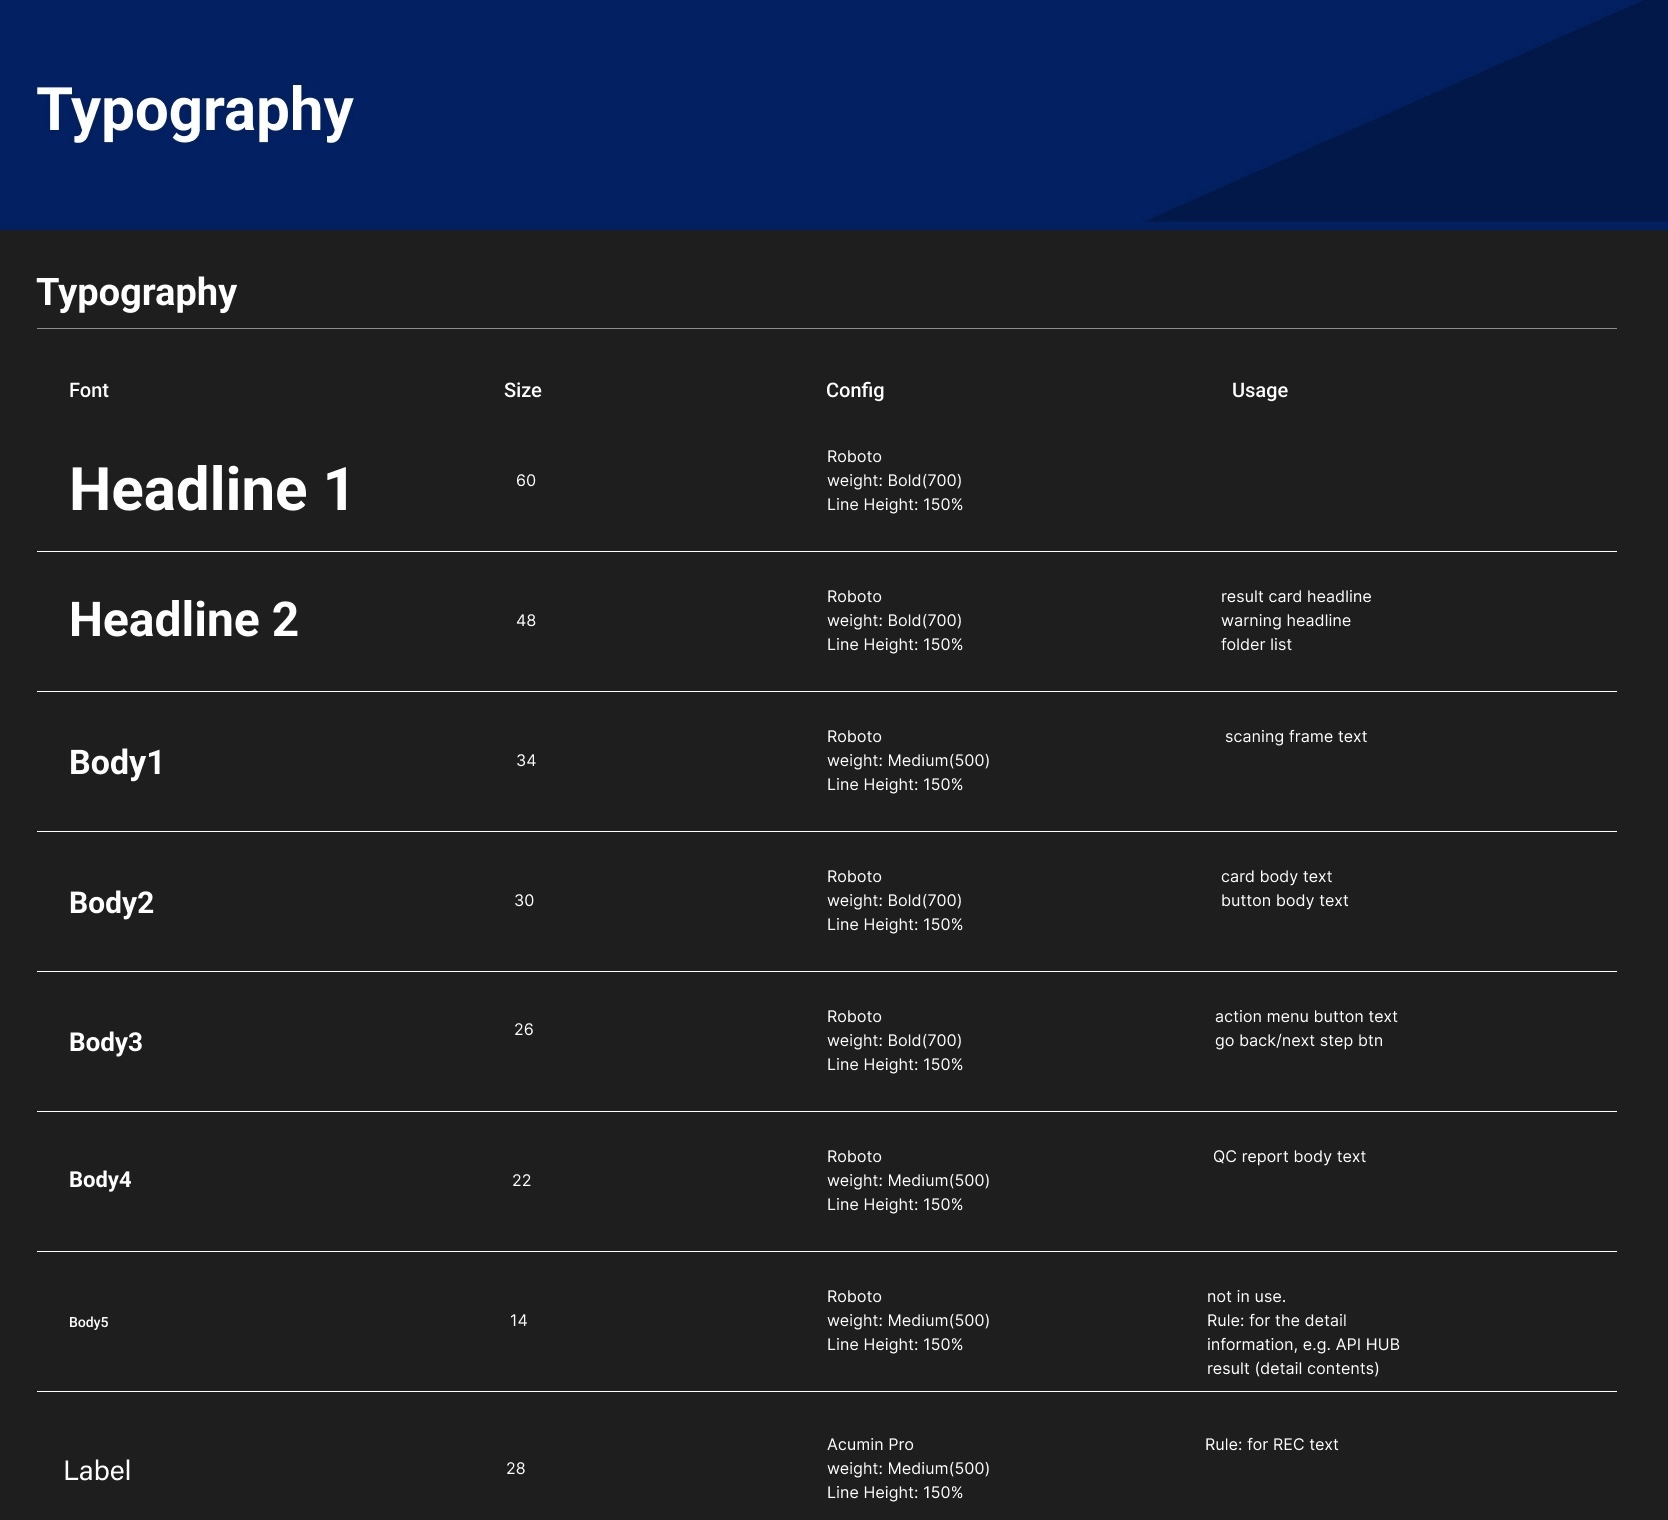 Typography
Typography
Font Size Config Usage
Headline 1
60
Roboto
weight: Bold(700)
Line Height: 150%
Headline 2
48
Roboto
weight: Bold(700)
Line Height: 150%
result card headline
warning headline
folder list
Body1
34
Roboto
weight: Medium(500)
Line Height: 150%
scaning frame text
Body2
30
Roboto
weight: Bold(700)
Line Height: 150%
card body text
button body text
Body3
26
Roboto
weight: Bold(700)
Line Height: 150%
action menu button text
go back/next step btn
Body4
22
Roboto
weight: Medium(500)
Line Height: 150%
QC report body text
Body5
14
Roboto
weight: Medium(500)
Line Height: 150%
not in use.
Rule: for the detail
information, e.g. API HUB
result (detail contents)
Label
28
Acumin Pro
weight: Medium(500)
Line Height: 150%
Rule: for REC text